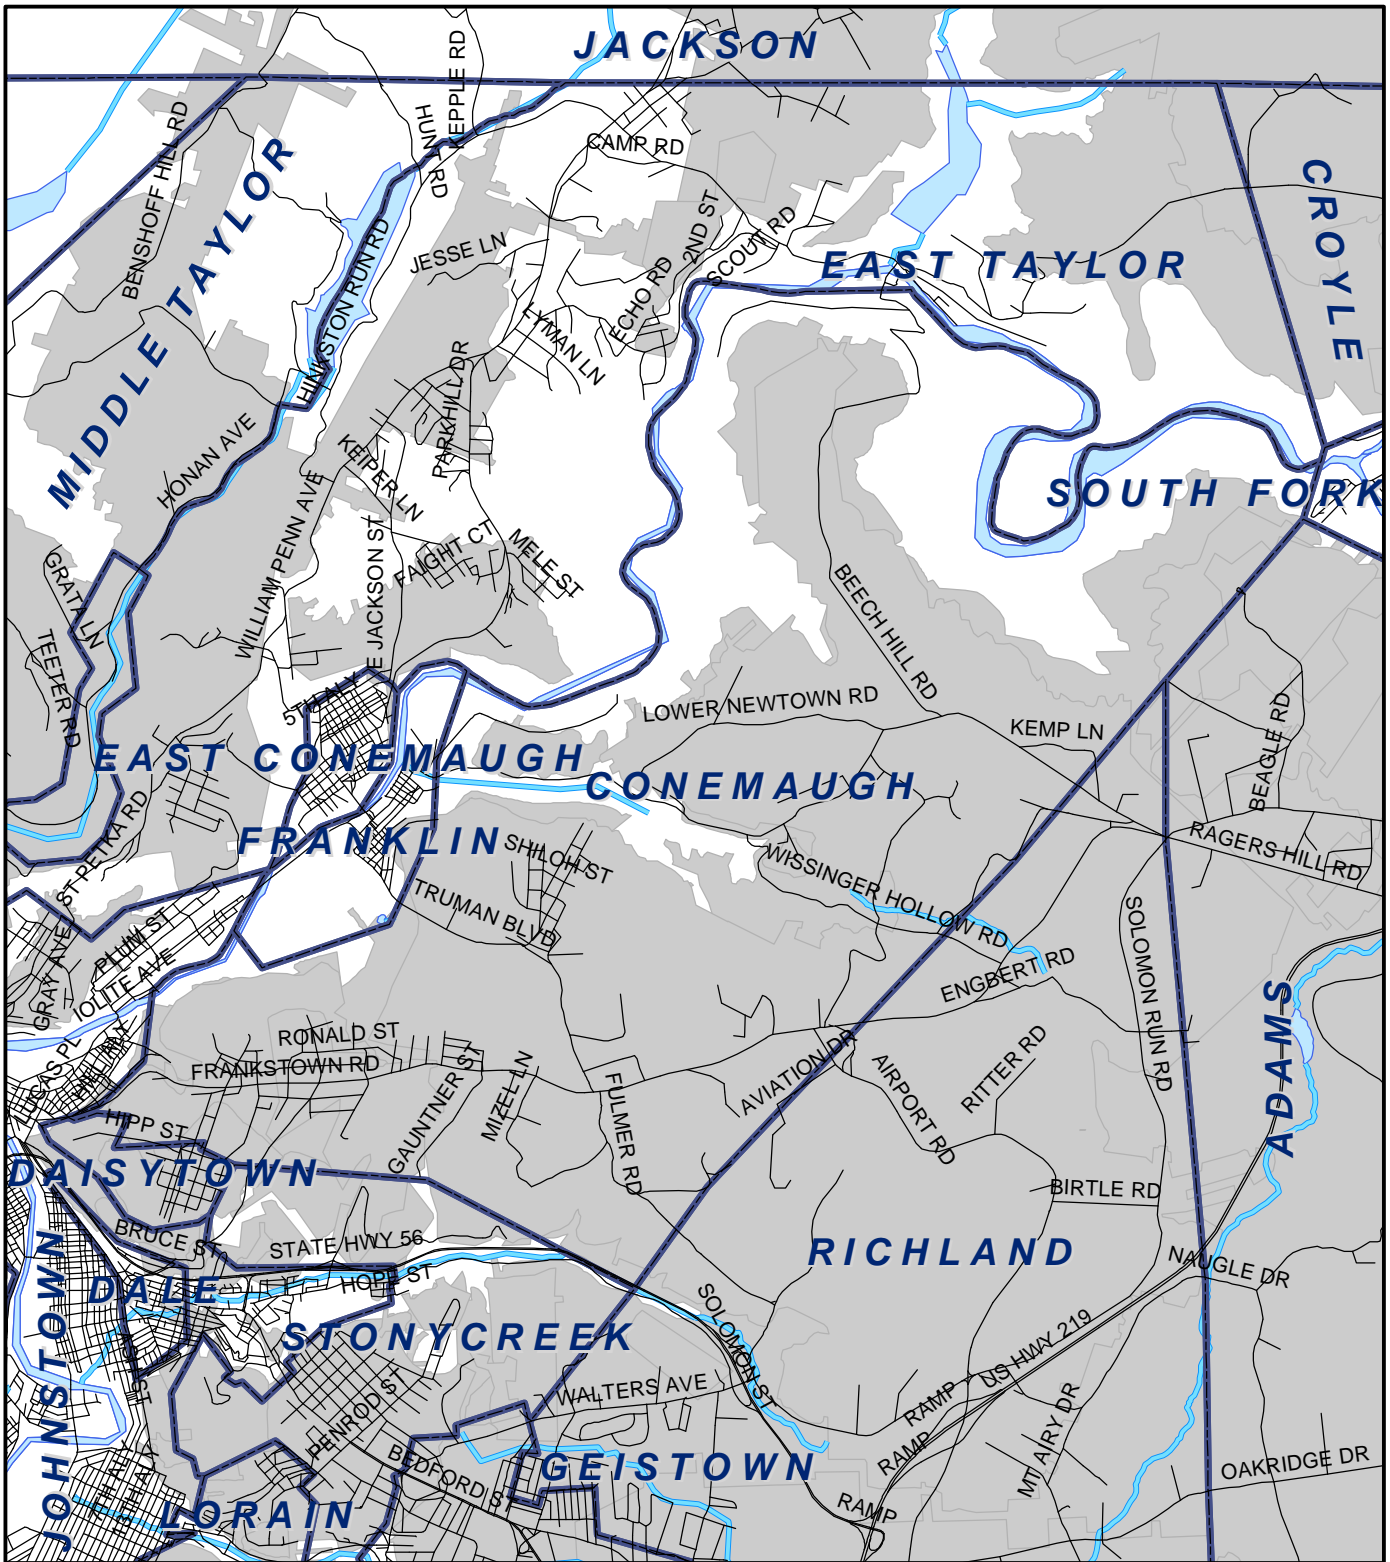 JACKSON
KEPPLE RD
HUNT RD
BENSHOFF HILL RD
CAMP RD
MIDDLE TAYLOR
CROYLE
2ND ST
SCOUT RD
JESSE LN
HINKSTON RUN RD
ECHO RD
EAST TAYLOR
LYMAN LN
PARKHILL DR
HONAN AVE
KEIPER LN
WILLIAM PENN AVE
SOUTH FORK
E JACKSON ST
FAIGHT CT
MELE ST
GRATA LN
TEETER RD
BEECH HILL RD
5TH ALY
LOWER NEWTOWN RD
KEMP LN
BEAGLE RD
EAST CONEMAUGH
CONEMAUGH
FRANKLIN
SHILOH ST
RAGERS HILL RD
WISSINGER HOLLOW RD
ST PETKA RD
TRUMAN BLVD
PLUM ST
GRAY AVE
IOLITE AVE
SOLOMON RUN RD
ENGBERT RD
ADAMS
RONALD ST
LUCAS PL
FRANKSTOWN RD
GAUNTNER ST
MIZEL LN
FULMER RD
AVIATION DR
AIRPORT RD
RITTER RD
HIPP ST
DAISYTOWN
BIRTLE RD
BRUCE ST
STATE HWY 56
RICHLAND
NAUGLE DR
HOPE ST
DALE
JOHNSTOWN
STONYCREEK
SOLOMON ST
US HWY 219
WALTERS AVE
RAMP
RAMP
MT AIRY DR
PENROD ST
BEDFORD ST
GEISTOWN
OAKRIDGE DR
RAMP
LORAIN